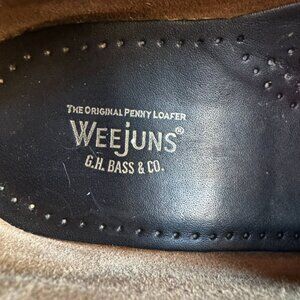 THE ORIGINAL PENNY LOAFER
WEEJUNS®
G.H. BASS & CO.